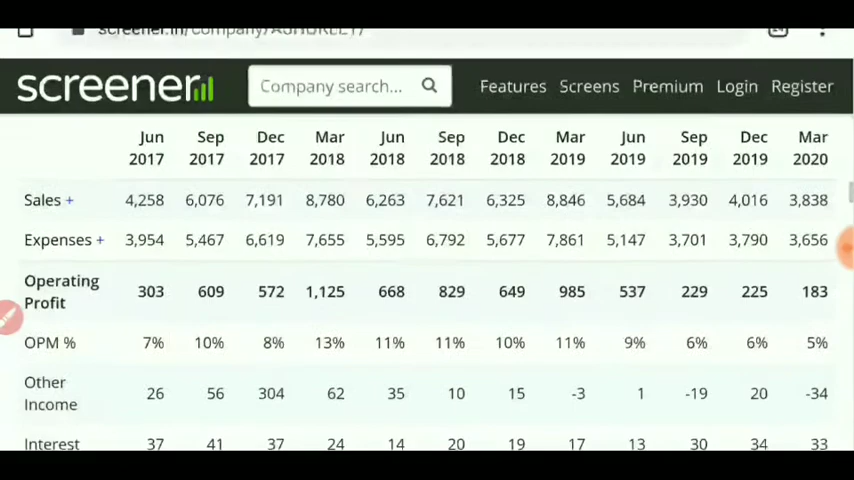 screener.in/company/ASHOKLEY/
screener
Company search...
Features Screens Premium Login Register
Jun Sep Dec Mar Jun Sep Dec Mar Jun Sep Dec Mar
2017 2017 2017 2018 2018 2018 2018 2019 2019 2019 2019 2020
Sales + 4,258 6,076 7,191 8,780 6,263 7,621 6,325 8,846 5,684 3,930 4,016 3,838
Expenses + 3,954 5,467 6,619 7,655 5,595 6,792 5,677 7,861 5,147 3,701 3,790 3,656
Operating
Profit 303 609 572 1,125 668 829 649 985 537 229 225 183
OPM % 7% 10% 8% 13% 11% 11% 10% 11% 9% 6% 6% 5%
Other
Income 26 56 304 62 35 10 15 -3 1 -19 20 -34
Interest 37 41 37 24 14 20 19 17 13 30 34 33